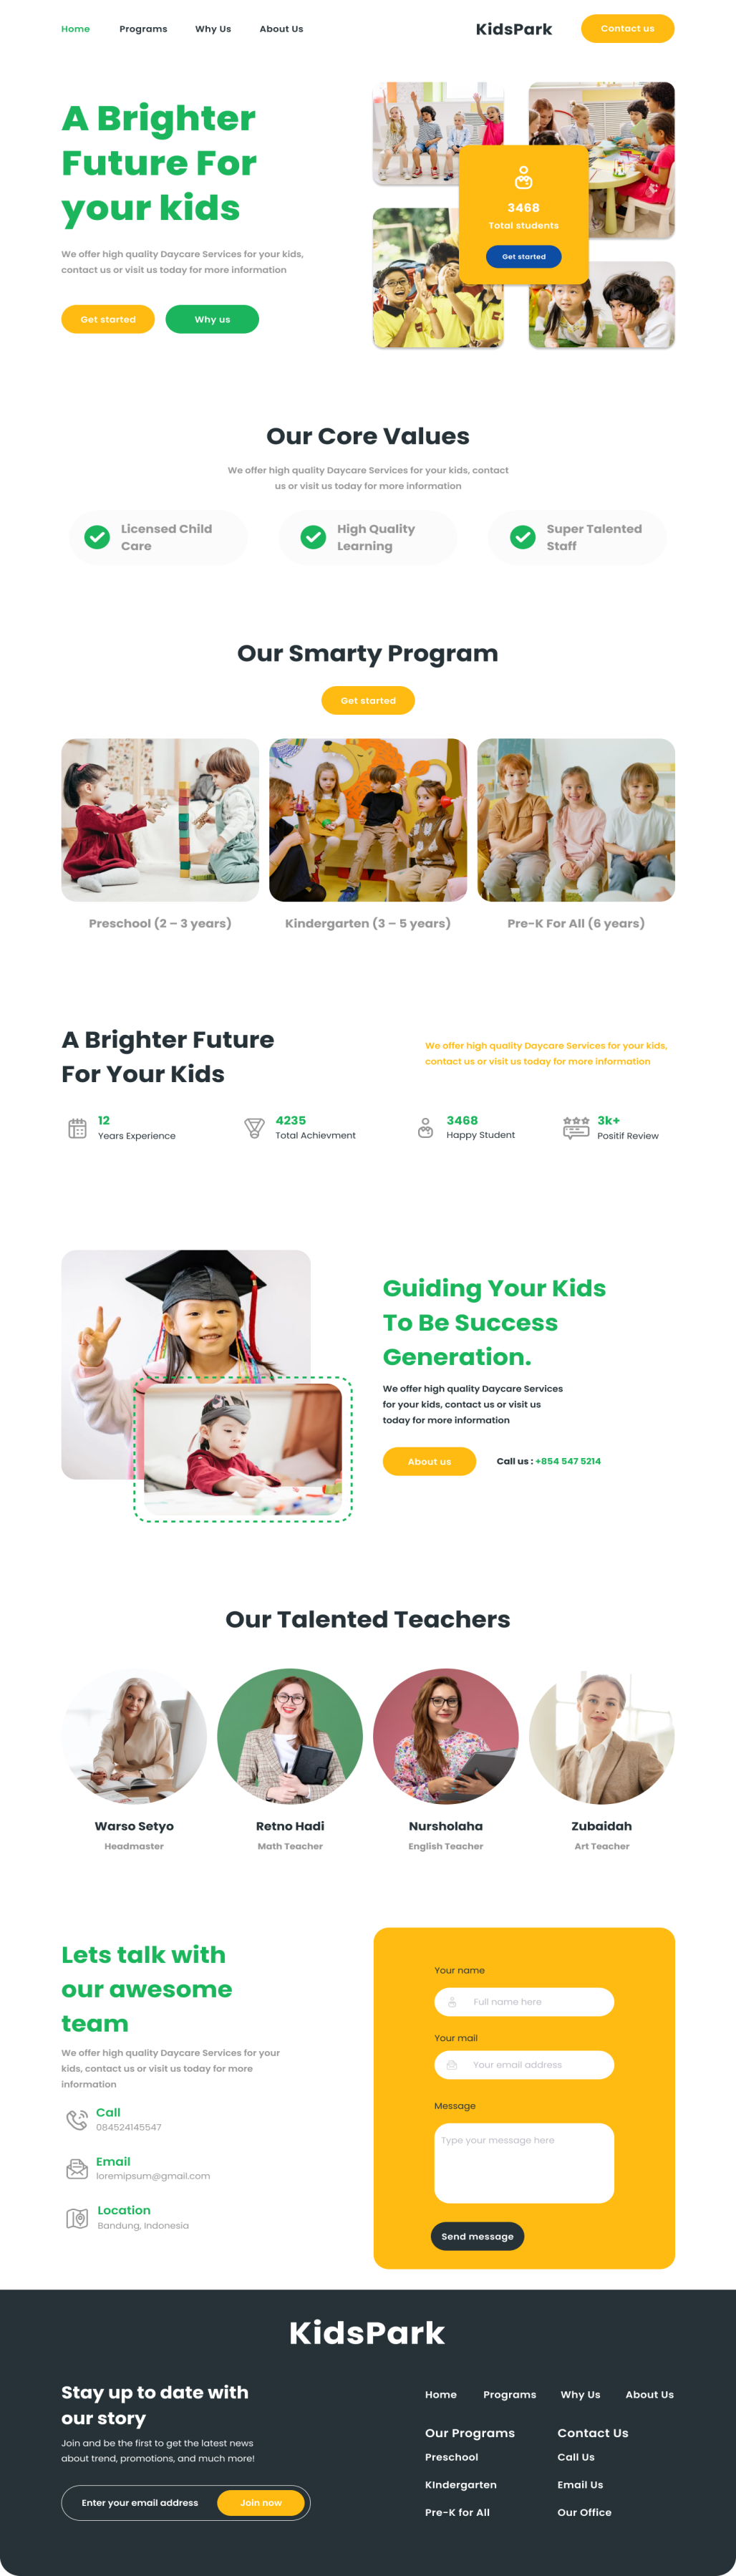 Home Programs Why Us About Us KidsPark Contact us
A Brighter
Future For
your kids
We offer high quality Daycare Services for your kids,
contact us or visit us today for more information
Get started Why us
3468
Total students
Get started
Our Core Values
We offer high quality Daycare Services for your kids, contact
us or visit us today for more information
Licensed Child
Care
High Quality
Learning
Super Talented
Staff
Our Smarty Program
Get started
Preschool (2 – 3 years)
Kindergarten (3 – 5 years)
Pre-K For All (6 years)
A Brighter Future
For Your Kids
We offer high quality Daycare Services for your kids,
contact us or visit us today for more information
12
Years Experience
4235
Total Achievment
3468
Happy Student
3k+
Positif Review
Guiding Your Kids
To Be Success
Generation.
We offer high quality Daycare Services
for your kids, contact us or visit us
today for more information
About us Call us : +854 547 5214
Our Talented Teachers
Warso Setyo
Headmaster
Retno Hadi
Math Teacher
Nursholaha
English Teacher
Zubaidah
Art Teacher
Lets talk with
our awesome
team
We offer high quality Daycare Services for your
kids, contact us or visit us today for more
information
Call
084524145547
Email
loremipsum@gmail.com
Location
Bandung, Indonesia
Your name
Full name here
Your mail
Your email address
Message
Type your message here
Send message
KidsPark
Stay up to date with
our story
Join and be the first to get the latest news
about trend, promotions, and much more!
Enter your email address Join now
Home Programs Why Us About Us
Our Programs
Preschool
KIndergarten
Pre-K for All
Contact Us
Call Us
Email Us
Our Office